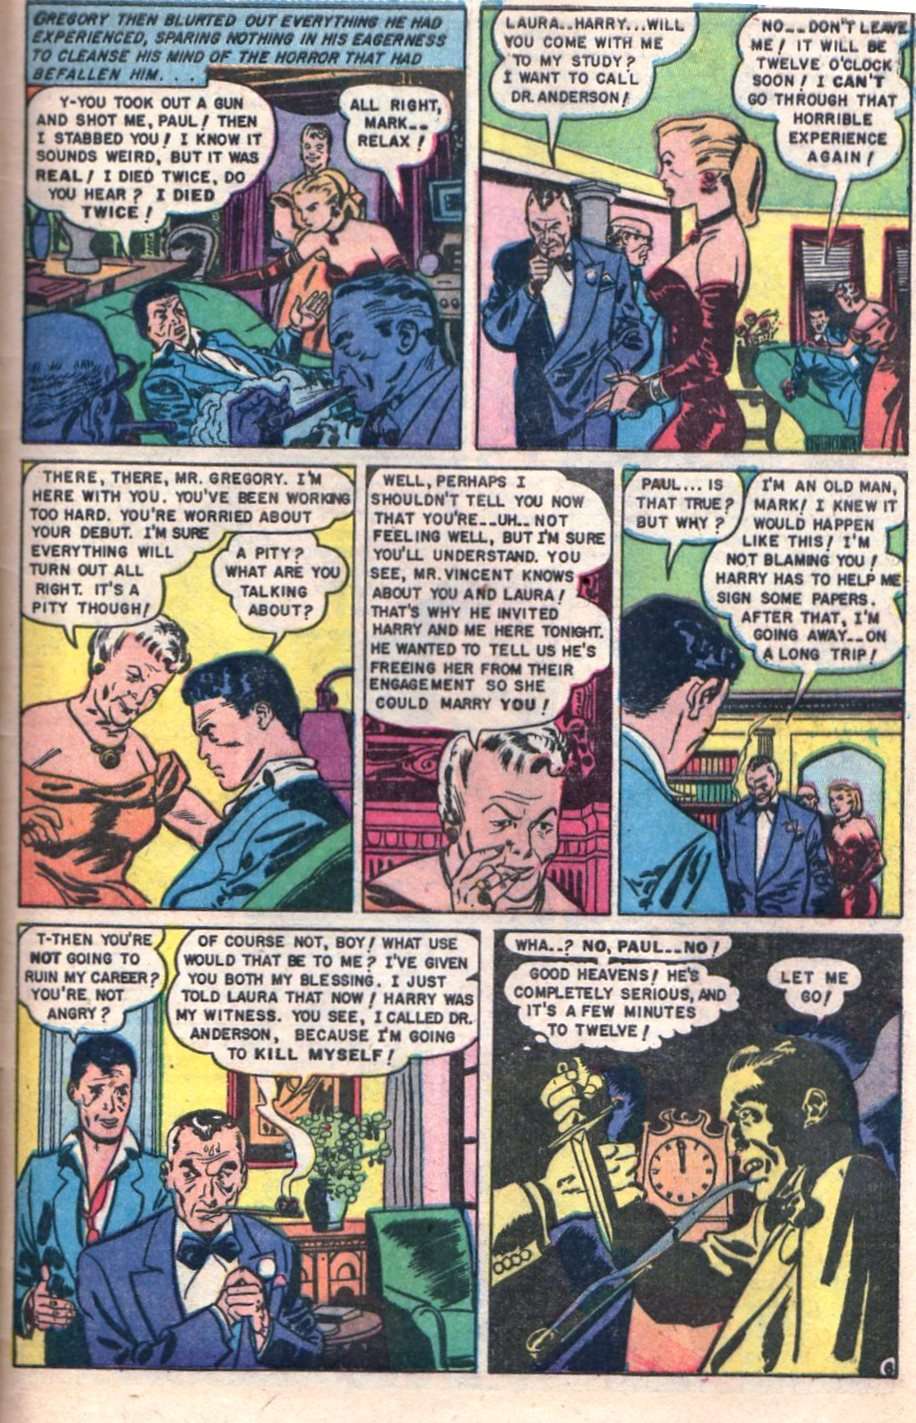 GREGORY THEN BLURTED OUT EVERYTHING HE HAD
EXPERIENCED, SPARING NOTHING IN HIS EAGERNESS
TO CLEANSE HIS MIND OF THE HORROR THAT HAD
BEFALLEN HIM....
Y-YOU TOOK OUT A GUN
AND SHOT ME, PAUL! THEN
I STABBED YOU! I KNOW IT
SOUNDS WEIRD, BUT IT WAS
REAL! I DIED TWICE, DO
YOU HEAR? I DIED
TWICE!
ALL RIGHT,
MARK--
RELAX!
LAURA--HARRY...WILL
YOU COME WITH ME
TO MY STUDY?
I WANT TO CALL
DR. ANDERSON!
NO---DON'T LEAVE
ME! IT WILL BE
TWELVE O'CLOCK
SOON! I CAN'T
GO THROUGH THAT
HORRIBLE
EXPERIENCE
AGAIN!
THERE, THERE, MR. GREGORY. I'M
HERE WITH YOU. YOU'VE BEEN WORKING
TOO HARD. YOU'RE WORRIED ABOUT
YOUR DEBUT. I'M SURE
EVERYTHING WILL
TURN OUT ALL
RIGHT. IT'S A
PITY THOUGH!
A PITY?
WHAT ARE YOU
TALKING
ABOUT?
WELL, PERHAPS I
SHOULDN'T TELL YOU NOW
THAT YOU'RE--UH-- NOT
FEELING WELL, BUT I'M SURE
YOU'LL UNDERSTAND. YOU
SEE, MR. VINCENT KNOWS
ABOUT YOU AND LAURA!
THAT'S WHY HE INVITED
HARRY AND ME HERE TONIGHT.
HE WANTED TO TELL US HE'S
FREEING HER FROM THEIR
ENGAGEMENT SO SHE
COULD MARRY YOU!
PAUL... IS
THAT TRUE?
BUT WHY?
I'M AN OLD MAN,
MARK! I KNEW IT
WOULD HAPPEN
LIKE THIS! I'M
NOT BLAMING YOU!
HARRY HAS TO HELP ME
SIGN SOME PAPERS.
AFTER THAT, I'M
GOING AWAY--ON
A LONG TRIP!
T-THEN YOU'RE
NOT GOING TO
RUIN MY CAREER?
YOU'RE NOT
ANGRY?
OF COURSE NOT, BOY! WHAT USE
WOULD THAT BE TO ME? I'VE GIVEN
YOU BOTH MY BLESSING. I JUST
TOLD LAURA THAT NOW! HARRY WAS
MY WITNESS. YOU SEE, I CALLED DR.
ANDERSON, BECAUSE I'M GOING
TO KILL MYSELF!
WHA..? NO, PAUL--NO!
GOOD HEAVENS! HE'S
COMPLETELY SERIOUS, AND
IT'S A FEW MINUTES
TO TWELVE!
LET ME
GO!
6